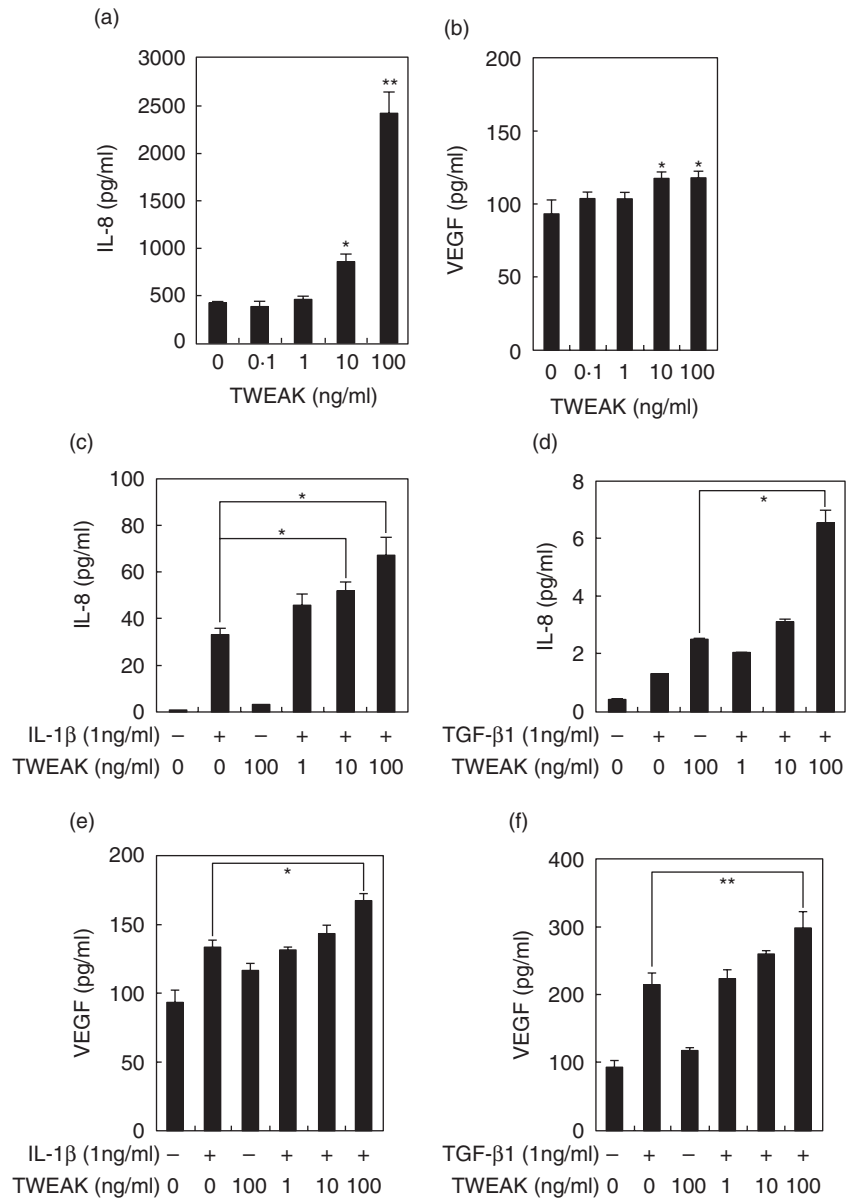 (a)
3000
2500
2000
1500
1000
500
0
IL-8 (pg/ml)
*
**
0 0·1 1 10 100
TWEAK (ng/ml)
(b)
200
150
100
50
0
VEGF (pg/ml)
* *
0 0·1 1 10 100
TWEAK (ng/ml)
(c)
100
80
60
40
20
0
IL-8 (pg/ml)
*
*
IL-1β (1ng/ml) – + – + + +
TWEAK (ng/ml) 0 0 100 1 10 100
(d)
8
6
4
2
0
IL-8 (pg/ml)
*
TGF-β1 (1ng/ml) – + – + + +
TWEAK (ng/ml) 0 0 100 1 10 100
(e)
200
150
100
50
0
VEGF (pg/ml)
*
IL-1β (1ng/ml) – + – + + +
TWEAK (ng/ml) 0 0 100 1 10 100
(f)
400
300
200
100
0
VEGF (pg/ml)
**
TGF-β1 (1ng/ml) – + – + + +
TWEAK (ng/ml) 0 0 100 1 10 100